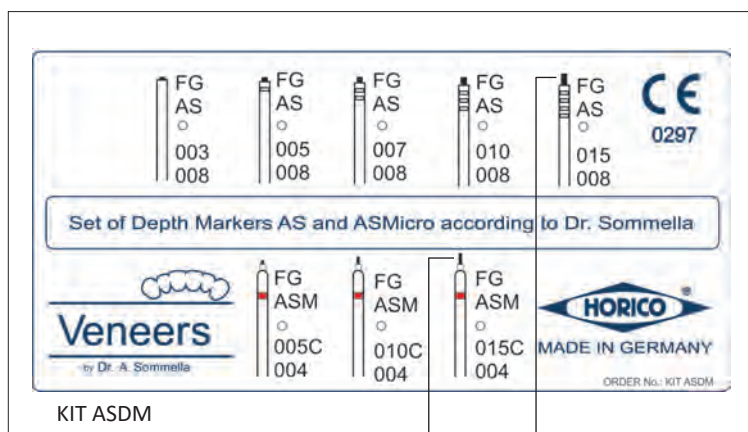 FG
AS
003
008
FG
AS
005
008
FG
AS
007
008
FG
AS
010
008
FG
AS
015
008
CE
0297
Set of Depth Markers AS and ASMicro according to Dr. Sommella
Veneers
by Dr. A. Sommella
FG
ASM
005C
004
FG
ASM
010C
004
FG
ASM
015C
004
HORICO
®
MADE IN GERMANY
ORDER No.: KIT ASDM
KIT ASDM